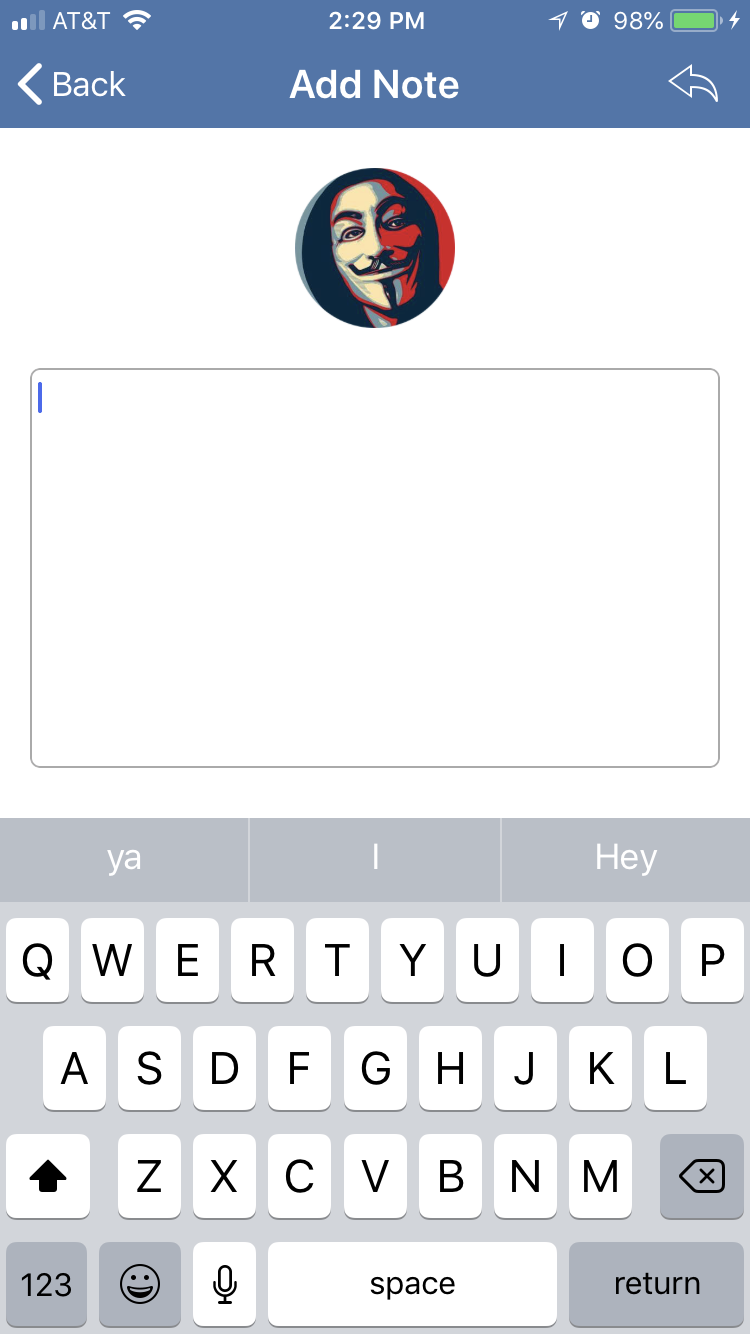 AT&T 2:29 PM 98%
Back Add Note
ya I Hey
Q W E R T Y U I O P
A S D F G H J K L
Z X C V B N M
123 space return